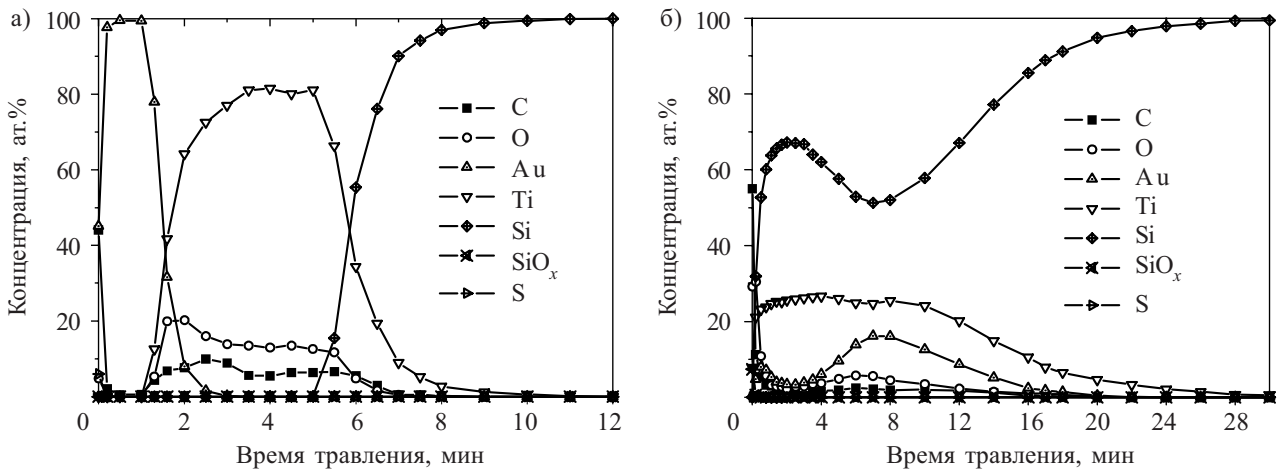 а)
Концентрация, ат.%
100
80
60
40
20
0
2
4
6
8
10
12
Время травления, мин
C
O
Au
Ti
Si
SiOx
S
б)
Концентрация, ат.%
100
80
60
40
20
0
4
8
12
16
20
24
28
Время травления, мин
C
O
Au
Ti
Si
SiOx
S